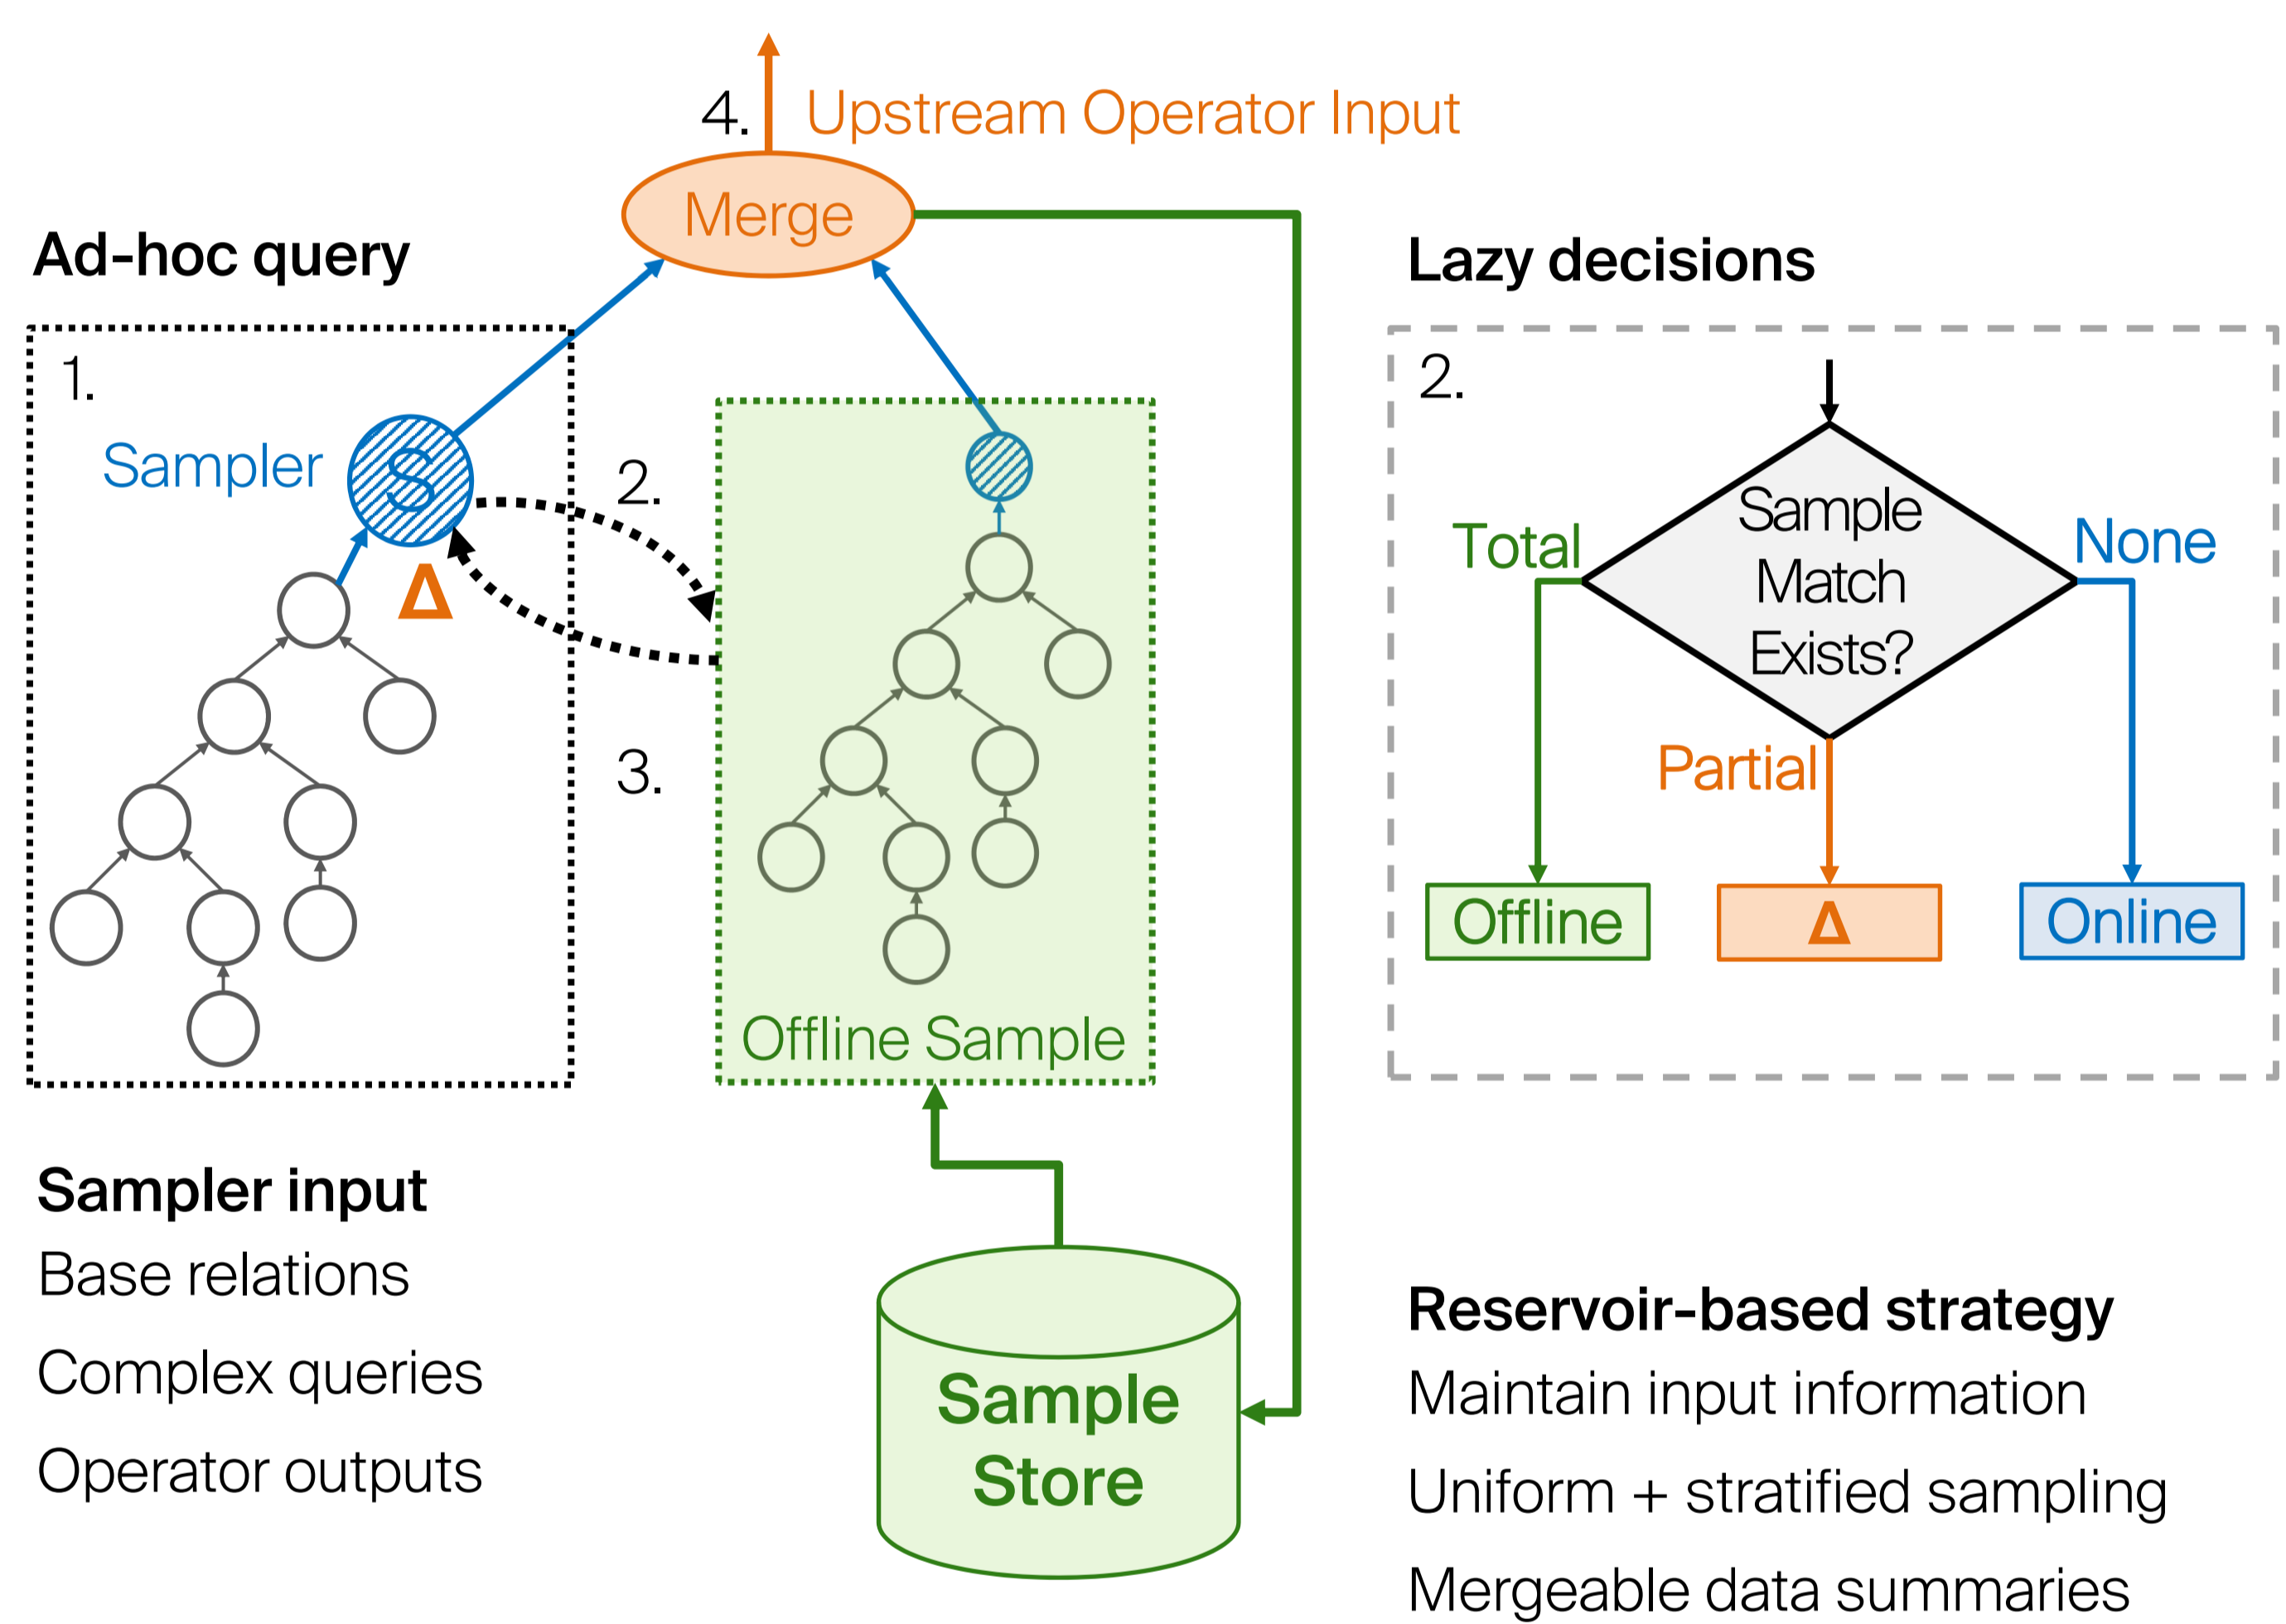 4.
Upstream Operator Input
Merge
Ad-hoc query
1.
Sampler
S
Δ
2.
3.
Offline Sample
Lazy decisions
2.
Sample
Match
Exists?
Total
None
Partial
Offline
Δ
Online
Sampler input
Base relations
Complex queries
Operator outputs
Sample
Store
Reservoir-based strategy
Maintain input information
Uniform + stratified sampling
Mergeable data summaries